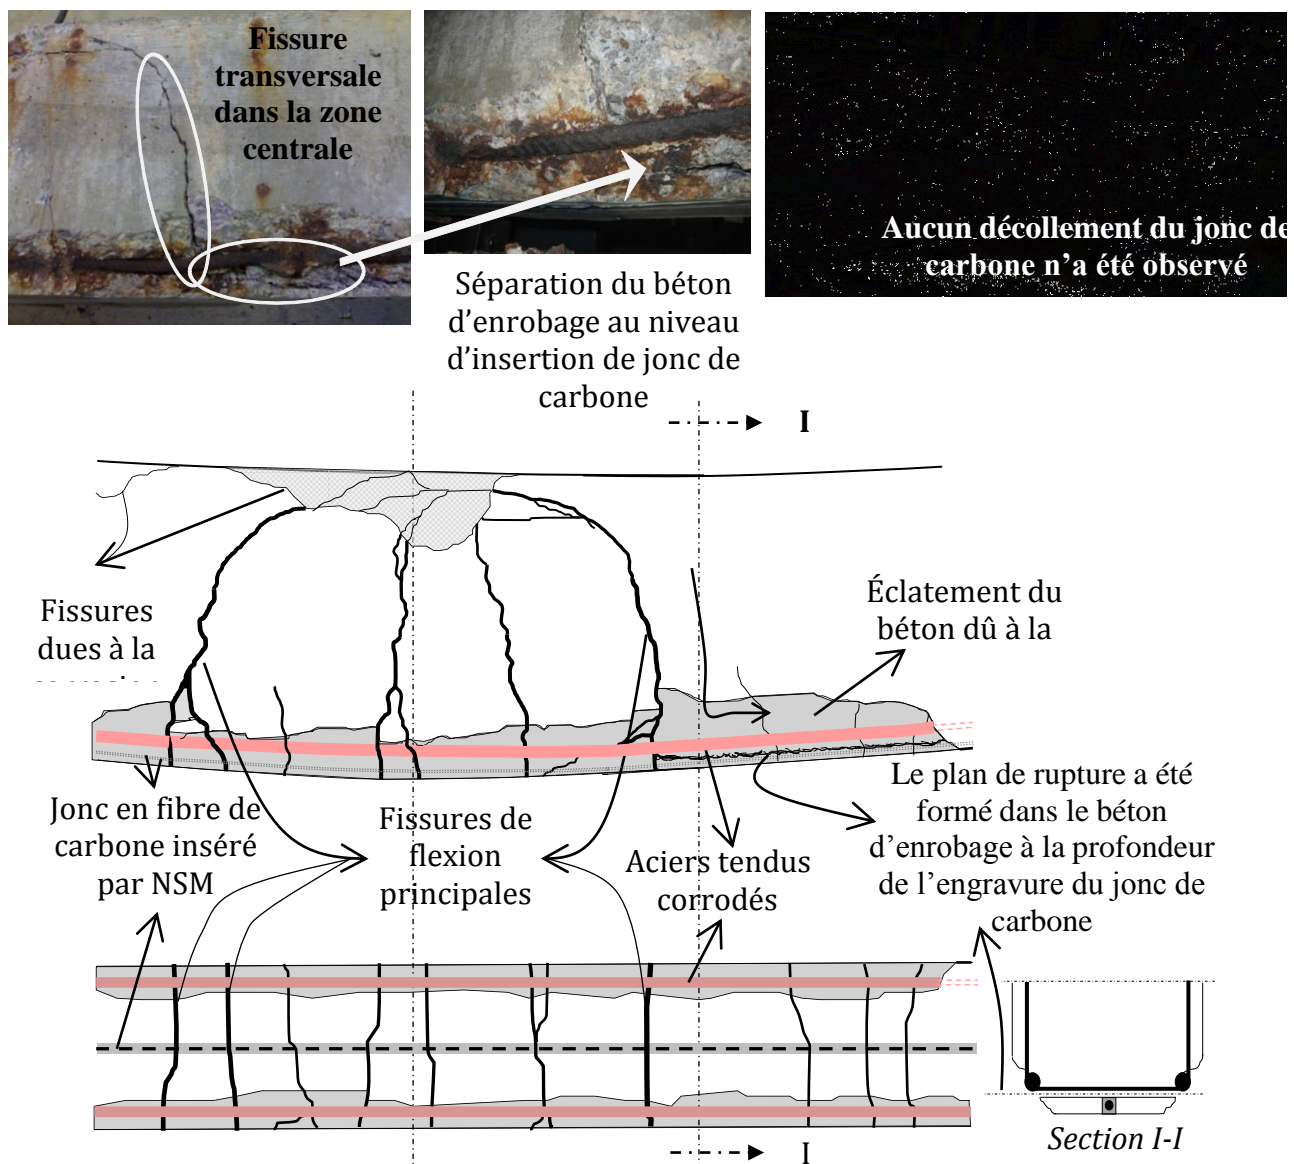 Fissure
transversale
dans la zone
centrale
Aucun décollement du jonc de
carbone n’a été observé
Séparation du béton
d’enrobage au niveau
d’insertion de jonc de
carbone
I
Fissures
dues à la
Éclatement du
béton dû à la
Jonc en fibre de
carbone inséré
par NSM
Fissures de
flexion
principales
Aciers tendus
corrodés
Le plan de rupture a été
formé dans le béton
d’enrobage à la profondeur
de l’engravure du jonc de
carbone
Section I-I
I